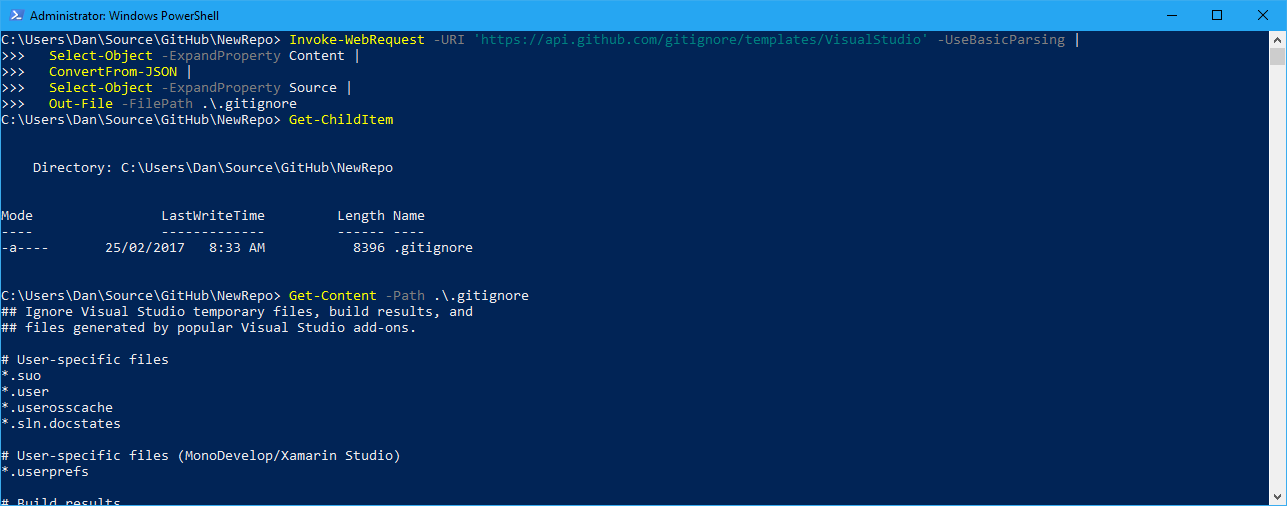 Administrator: Windows PowerShell
C:\Users\Dan\Source\GitHub\NewRepo> Invoke-WebRequest -URI 'https://api.github.com/gitignore/templates/VisualStudio' -UseBasicParsing |
>>>   Select-Object -ExpandProperty Content |
>>>   ConvertFrom-JSON |
>>>   Select-Object -ExpandProperty Source |
>>>   Out-File -FilePath .\.gitignore
C:\Users\Dan\Source\GitHub\NewRepo> Get-ChildItem
    Directory: C:\Users\Dan\Source\GitHub\NewRepo
Mode                LastWriteTime         Length Name
----                -------------         ------ ----
-a----       25/02/2017   8:33 AM           8396 .gitignore
C:\Users\Dan\Source\GitHub\NewRepo> Get-Content -Path .\.gitignore
## Ignore Visual Studio temporary files, build results, and
## files generated by popular Visual Studio add-ons.
# User-specific files
*.suo
*.user
*.userosscache
*.sln.docstates
# User-specific files (MonoDevelop/Xamarin Studio)
*.userprefs
# Build results